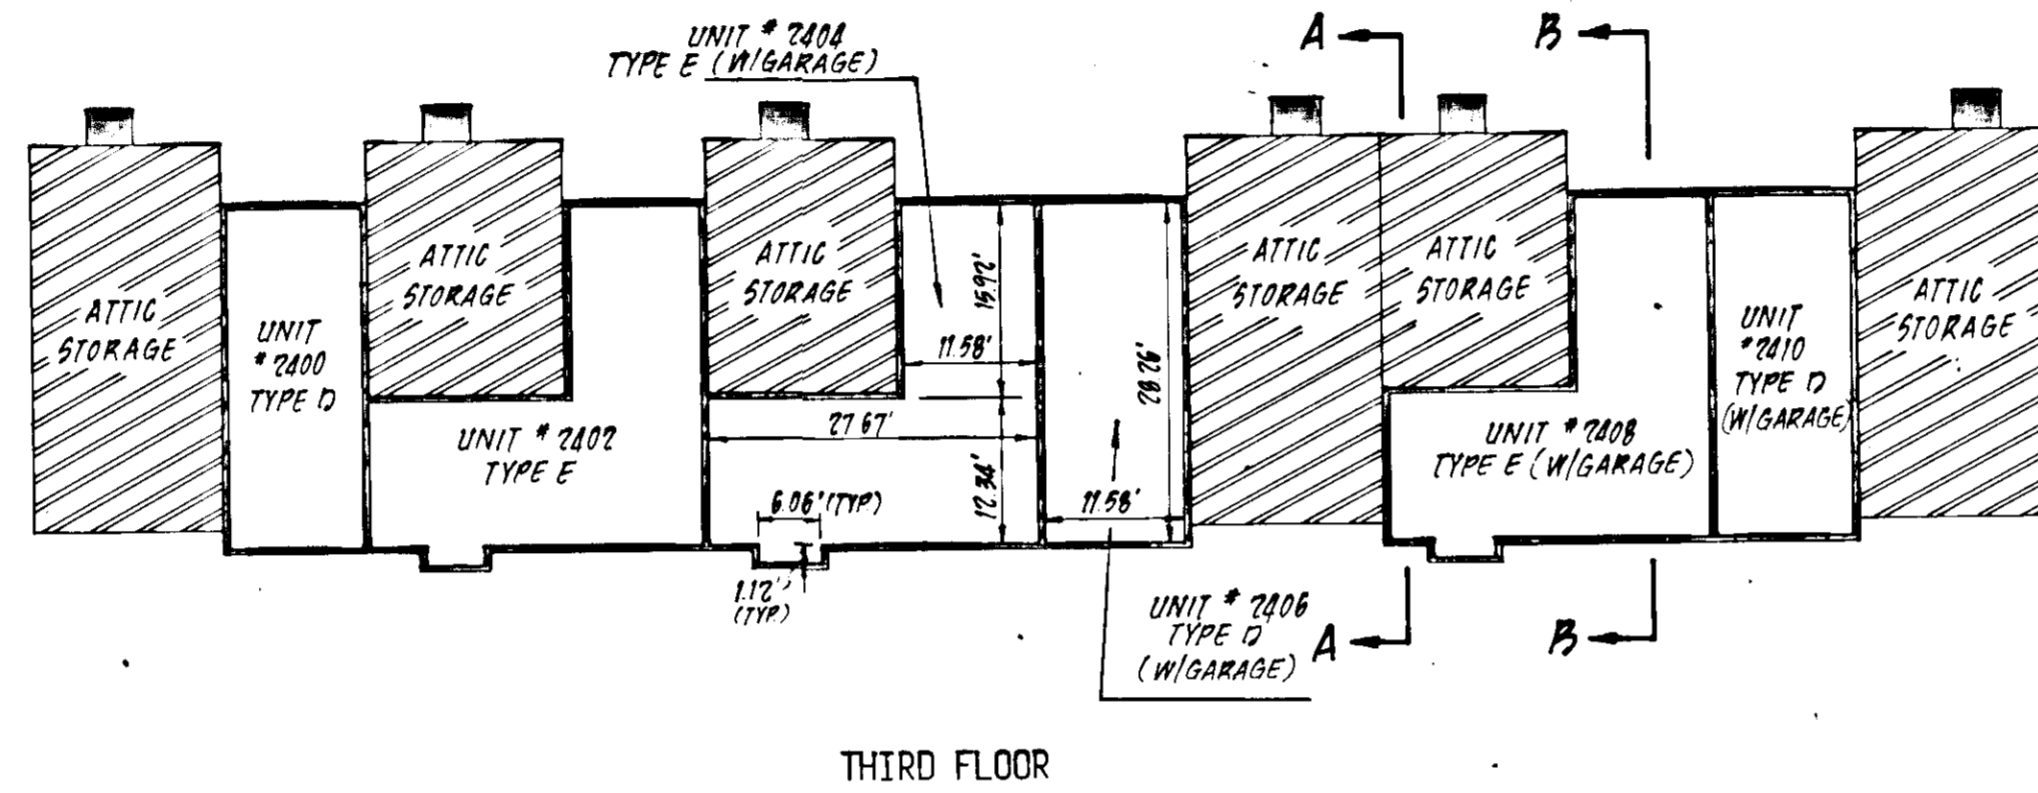 UNIT # 2404
TYPE E (W/GARAGE)
A
B
ATTIC
STORAGE
UNIT
# 2400
TYPE D
ATTIC
STORAGE
UNIT # 2402
TYPE E
ATTIC
STORAGE
15.92'
11.58'
27.67'
12.34'
6.06' (TYP.)
1.12'
(TYP.)
28.26'
11.58'
UNIT # 2406
TYPE D
(W/GARAGE)
ATTIC
STORAGE
ATTIC
STORAGE
UNIT # 2408
TYPE E (W/GARAGE)
UNIT
# 2410
TYPE D
(W/GARAGE)
ATTIC
STORAGE
A
B
THIRD FLOOR